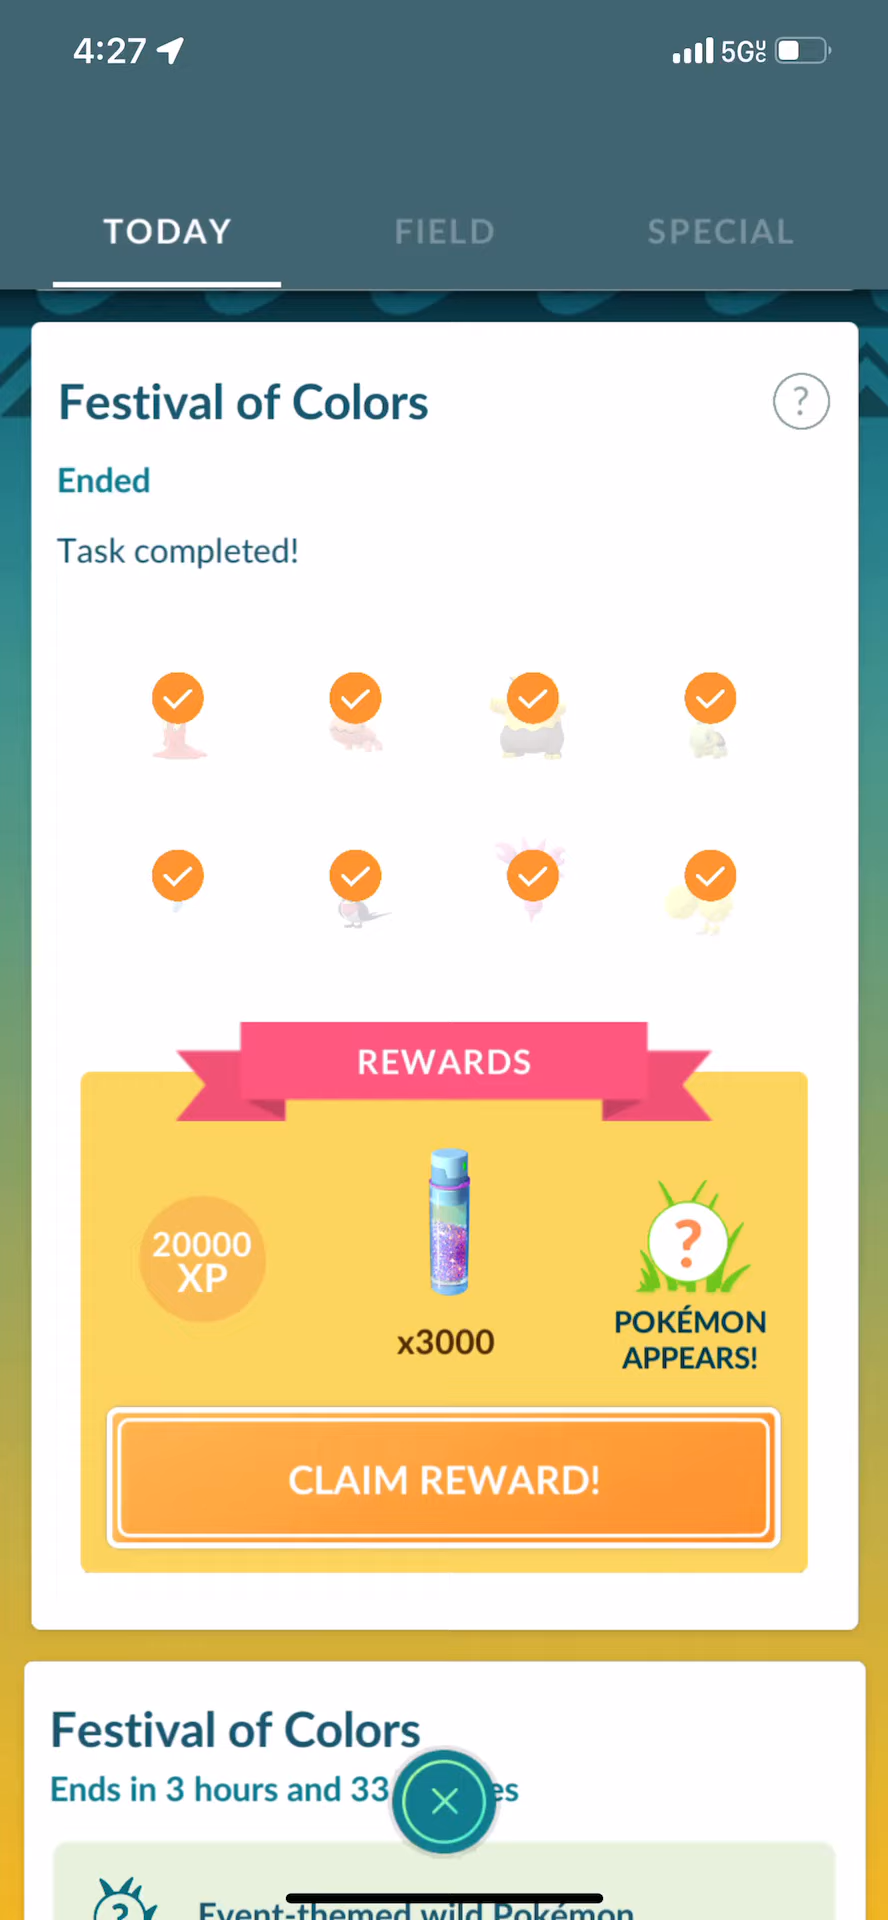 4:27
5G UC
TODAY FIELD SPECIAL
Festival of Colors
?
Ended
Task completed!
REWARDS
20000
XP
x3000
?
POKÉMON
APPEARS!
CLAIM REWARD!
Festival of Colors
Ends in 3 hours and 33 es
?
Event-themed wild Pokémon